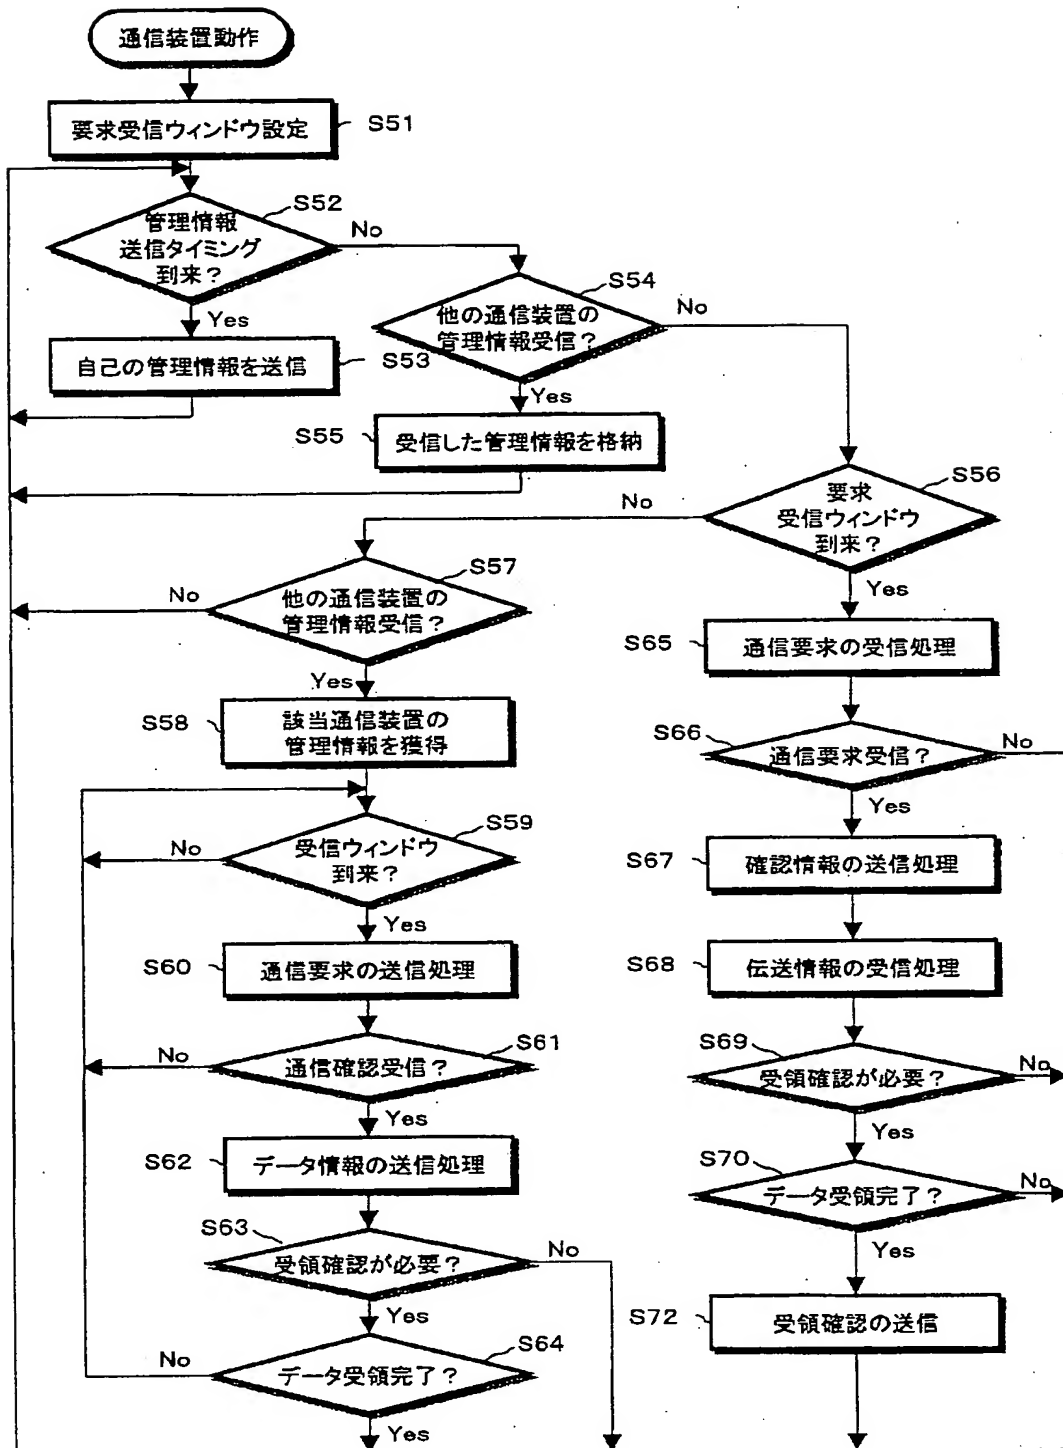 通信装置動作
要求受信ウィンドウ設定
S51
管理情報
送信タイミング
到来?
S52
No
Yes
自己の管理情報を送信
S53
他の通信装置の
管理情報受信?
S54
No
Yes
S55
受信した管理情報を格納
要求
受信ウィンドウ
到来?
S56
No
Yes
他の通信装置の
管理情報受信?
S57
No
Yes
S58
該当通信装置の
管理情報を獲得
受信ウィンドウ
到来?
S59
No
Yes
S60
通信要求の送信処理
通信確認受信?
S61
No
Yes
S62
データ情報の送信処理
S63
受領確認が必要?
No
Yes
データ受領完了?
S64
No
Yes
S65
通信要求の受信処理
S66
通信要求受信?
No
Yes
S67
確認情報の送信処理
S68
伝送情報の受信処理
S69
受領確認が必要?
No
Yes
S70
データ受領完了?
No
Yes
S72
受領確認の送信